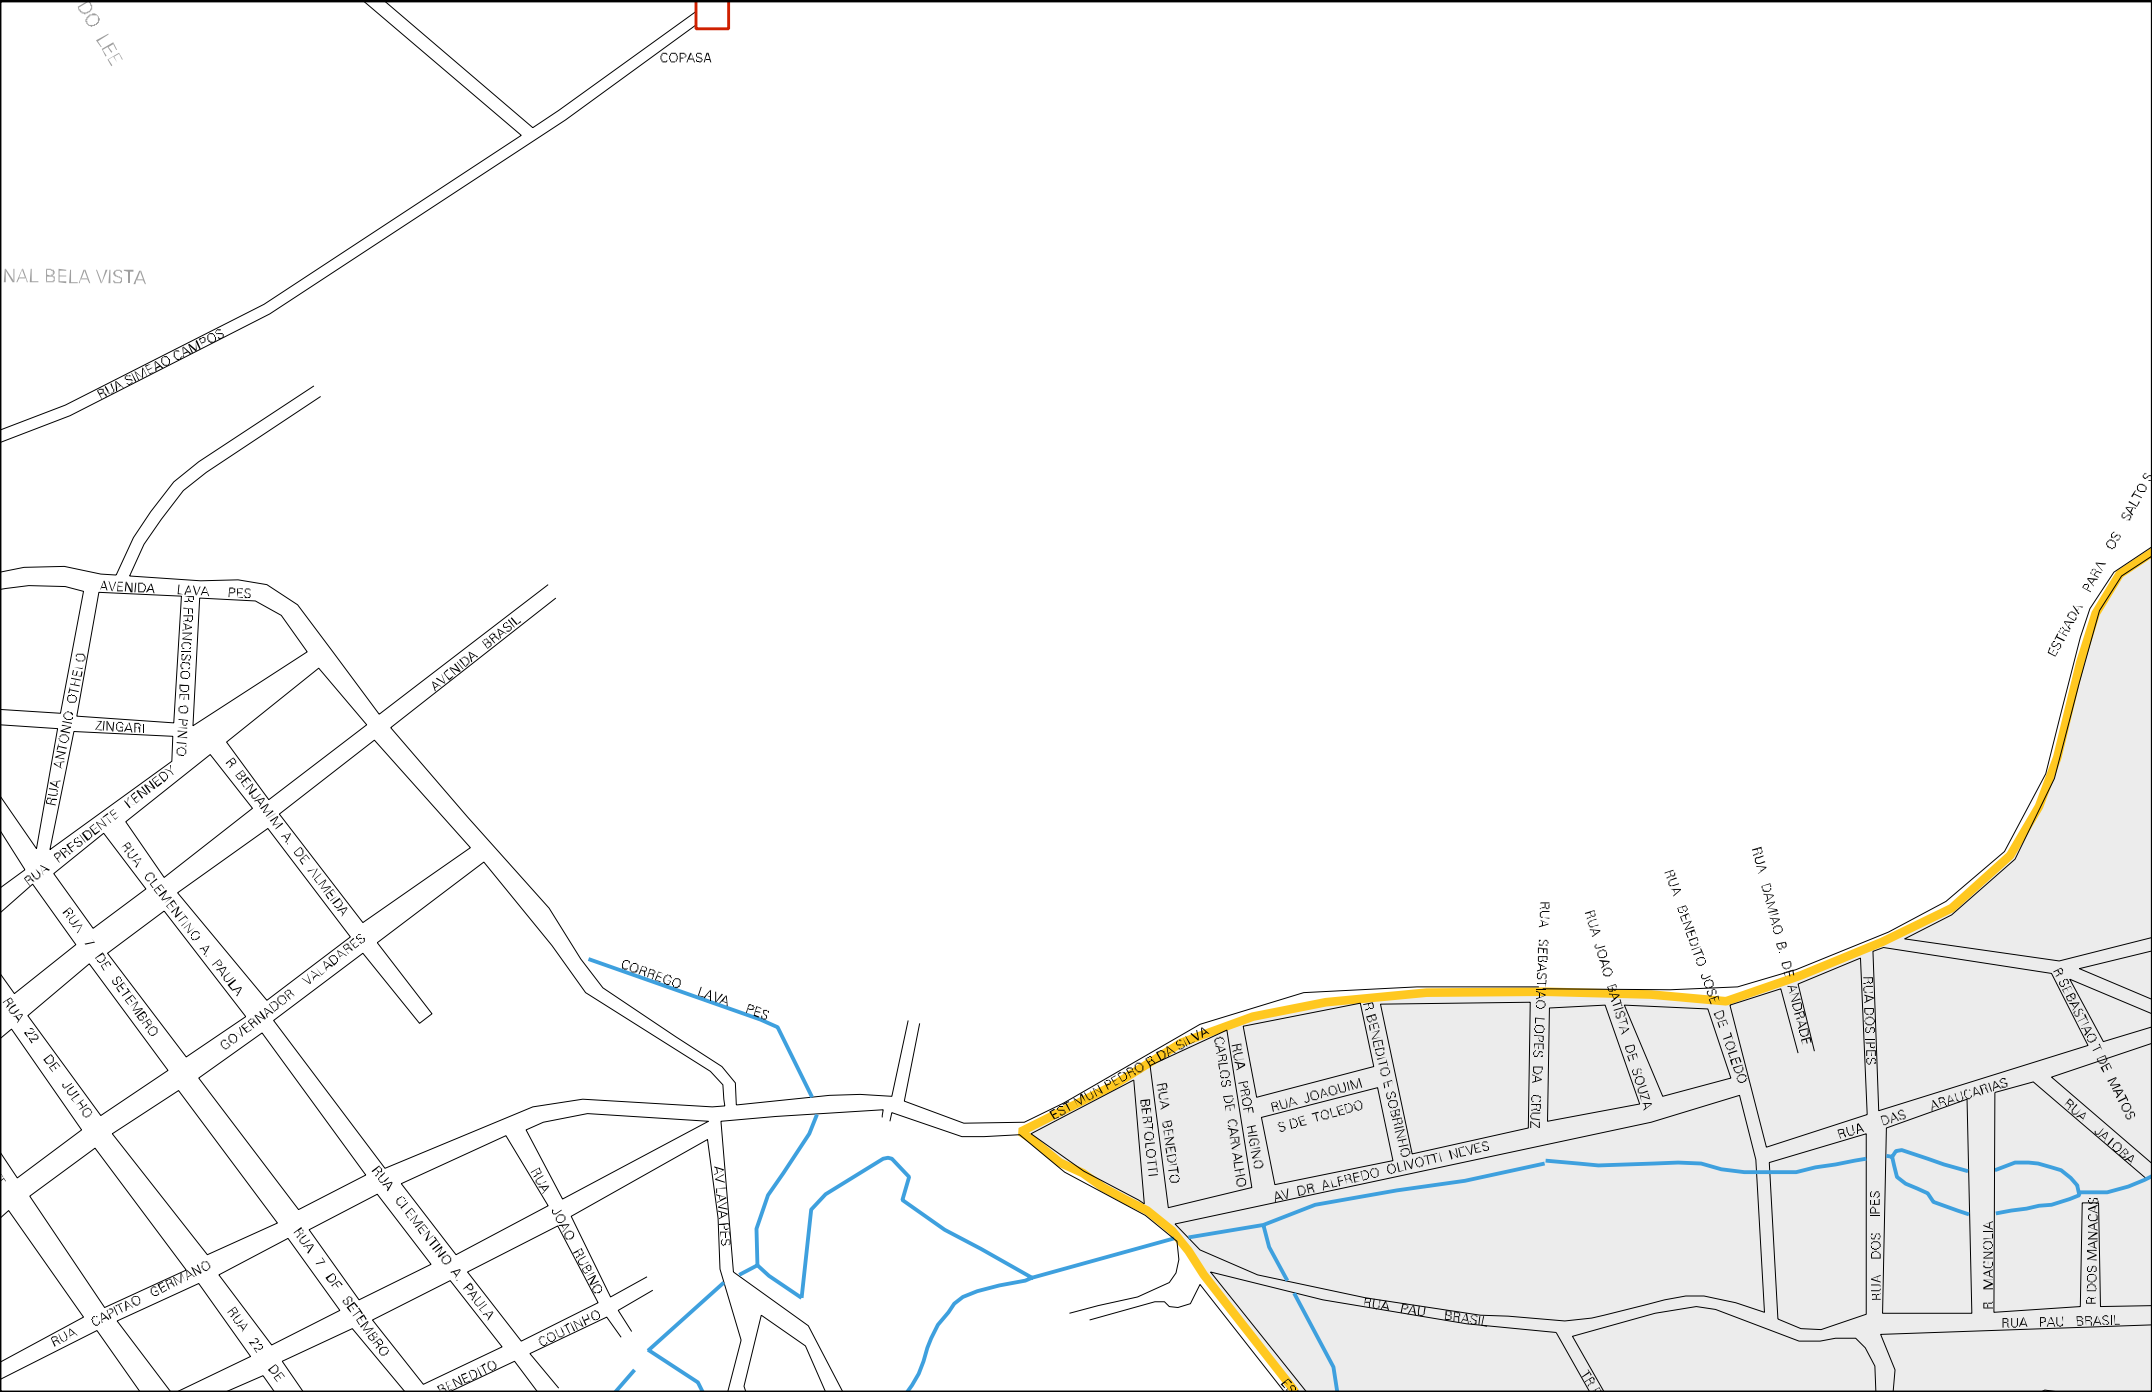 DO LEE
COPASA
NAL BELA VISTA
RUA SIMEAO CAMPOS
AVENIDA LAVA PES
R FRANCISCO DE O PINTO
AVENIDA BRASIL
RUA ANTONIO OTHELO
ZINGARI
RUA PRESIDENTE KENNEDY
R BENJAMIM A. DE ALMEIDA
RUA CLEMENTINO A. PAULA
RUA 7 DE SETEMBRO
GOVERNADOR VALADARES
RUA 22 DE JULHO
CORREGO LAVA PES
ESTRADA PARA OS SALTOS
RUA DAMIAO B. DE ANDRADE
RUA BENEDITO JOSE DE TOLEDO
RUA SEBASTIAO LOPES DA CRUZ
RUA JOAO BATISTA DE SOUZA
EST MUN PEDRO B DA SILVA
RUA PROF HIGINO
CARLOS DE CARVALHO
RUA BENEDITO
BERTOLOTTI
RUA JOAQUIM
S DE TOLEDO
R BENEDITO F SOBRINHO
AV DR ALFREDO OLIVOTTI NEVES
RUA DOS IPES
R SEBASTIAO T DE MATOS
RUA DAS ARAUCARIAS
RUA JALOBA
RUA CLEMENTINO A. PAULA
RUA JOAO RUBINO
AV LAVA PES
RUA CAPITAO GERMANO
RUA 7 DE SETEMBRO
RUA 22 DE
BENEDITO COUTINHO
RUA DOS IPES
R MAGNOLIA
R DOS MANACAS
RUA PAU BRASIL
RUA PAU BRASIL